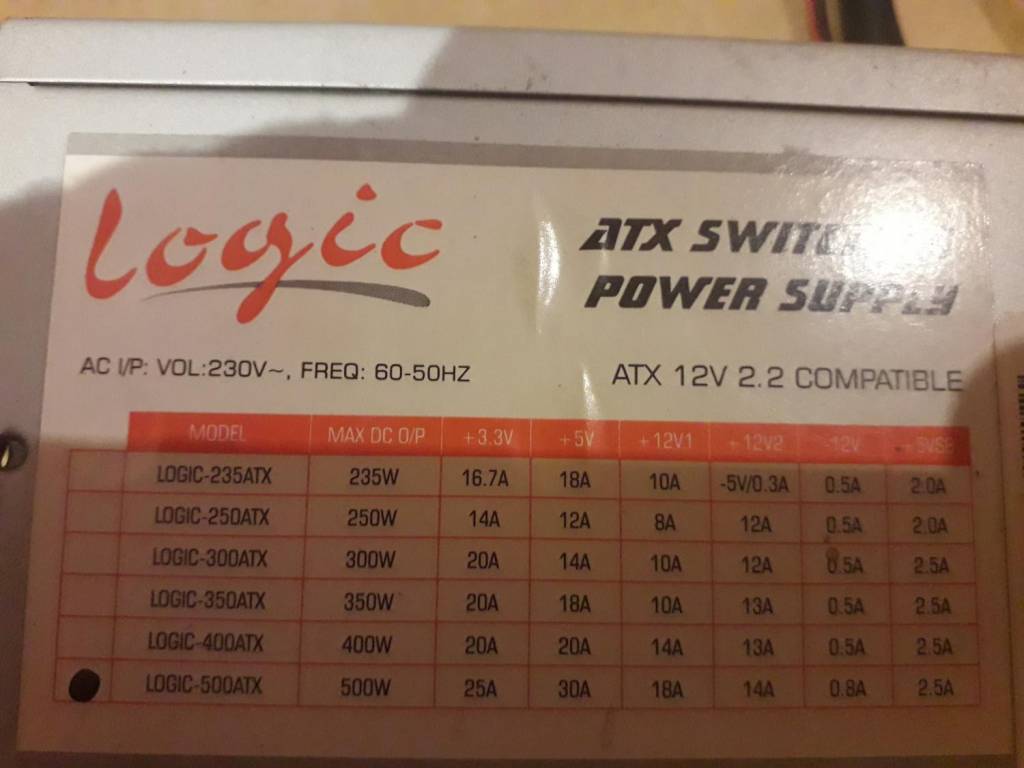 Logic
ATX
POWER SUPPLY
AC I/P: VOL:230V~, FREQ: 60-50HZ
ATX 12V 2.2 COMPATIBLE
MODEL MAX DC O/P +3.3V +5V +12V1 +12V2 -12V +5VSB
LOGIC-235ATX 235W 16.7A 18A 10A -5V/0.3A 0.5A 2.0A
LOGIC-250ATX 250W 14A 12A 8A 12A 0.5A 2.0A
LOGIC-300ATX 300W 20A 14A 10A 12A 0.5A 2.5A
LOGIC-350ATX 350W 20A 18A 10A 13A 0.5A 2.5A
LOGIC-400ATX 400W 20A 20A 14A 13A 0.5A 2.5A
LOGIC-500ATX 500W 25A 30A 18A 14A 0.8A 2.5A